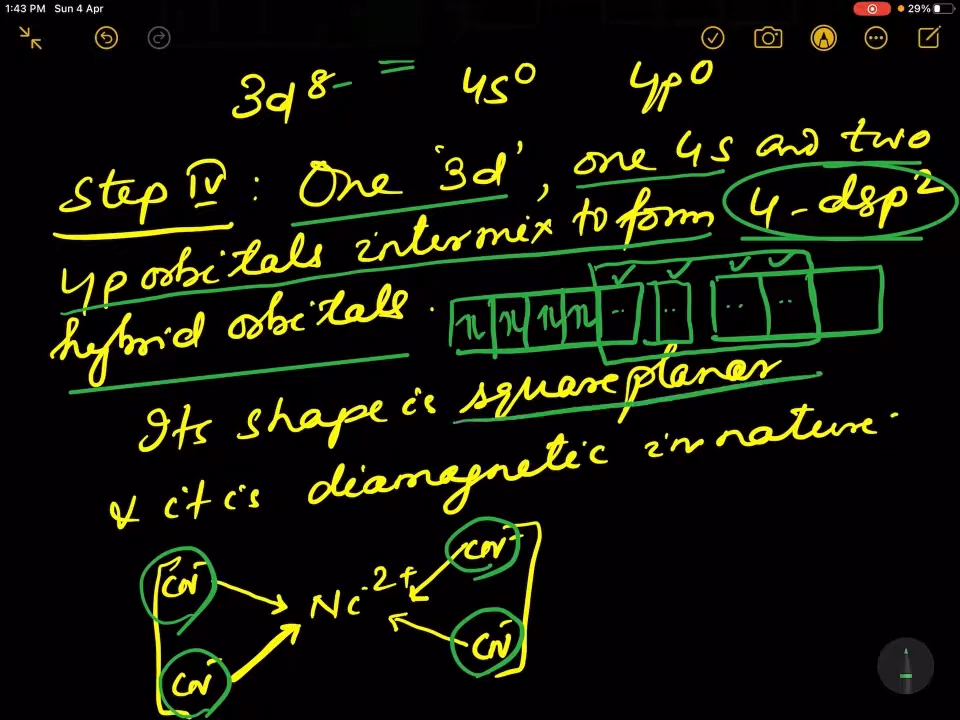 1:43 PM Sun 4 Apr 29%
3d⁸ 4s⁰ 4p⁰
Step IV : One '3d', one 4s and two
4p orbitals intermix to form 4-dsp²
hybrid orbitals.
Its shape is square planar
& it is diamagnetic in nature.
CN⁻ Ni²⁺ CN⁻
CN⁻ CN⁻